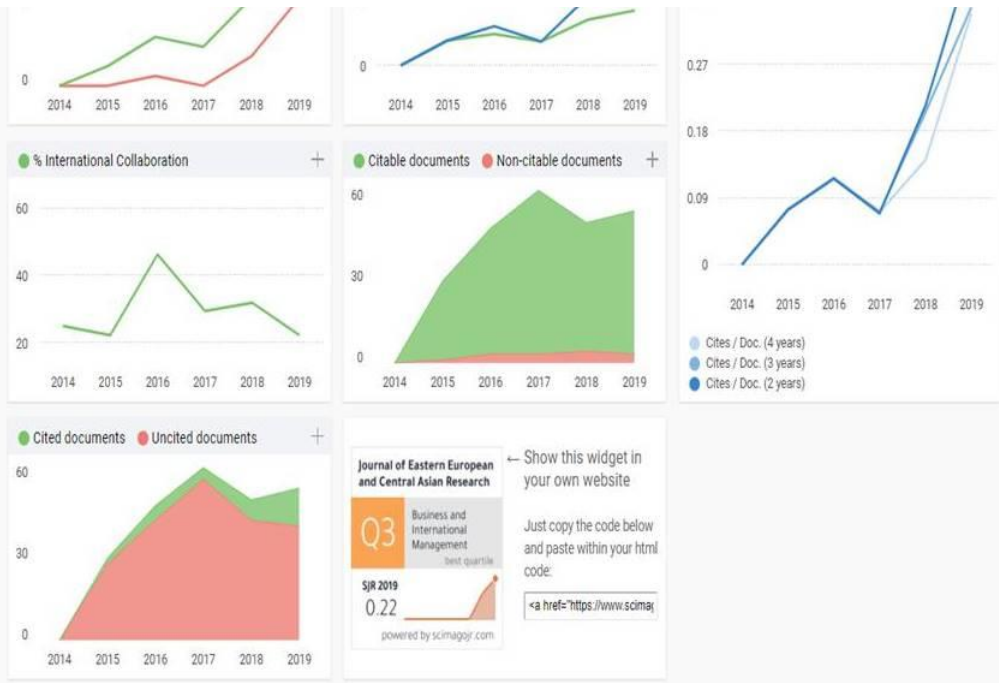 0
2014 2015 2016 2017 2018 2019
0
2014 2015 2016 2017 2018 2019
0.27
0.18
0.09
0
2014 2015 2016 2017 2018 2019
Cites / Doc. (4 years)
Cites / Doc. (3 years)
Cites / Doc. (2 years)
% International Collaboration +
60
40
20
2014 2015 2016 2017 2018 2019
Citable documents Non-citable documents +
60
30
0
2014 2015 2016 2017 2018 2019
Cited documents Uncited documents +
60
30
0
2014 2015 2016 2017 2018 2019
Journal of Eastern European
and Central Asian Research
Q3
Business and
International
Management
best quartile
SJR 2019
0.22
powered by scimagojr.com
← Show this widget in
your own website
Just copy the code below
and paste within your html
code:
<a href="https://www.scimag